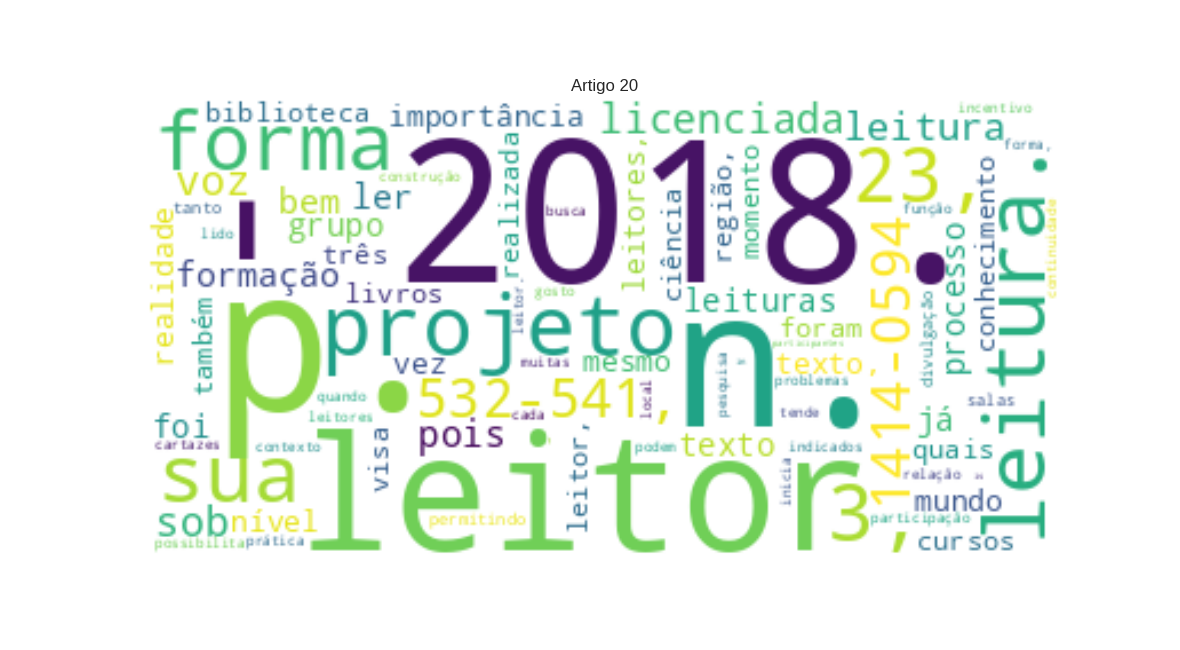 Artigo 20
biblioteca
importância
licenciada
incentivo
forma
leitura
forma,
2018.
23,
voz
construção
realizada
leitores,
região,
momento
conhecimento
leitura.
bem
ler
tanto
grupo
busca
ciência
função
continuidade
lido
-
três
realidade
formação
livros
leitor.
gosto
leituras
1414-0594
processo
divulgação
também
p.
projeto
n.
foram
participantes
vez
muitas
mesmo
texto
pesquisa
problemas
quando
532-541,
local
tende
salas
leitores
cada
já
foi
pois
cartazes
contexto
podem
texto
indicados
quais
visa
leitor,
sua
leitor
inicia
relação
3,
mundo
sob
nível
permitindo
participação
possibilita
prática
cursos